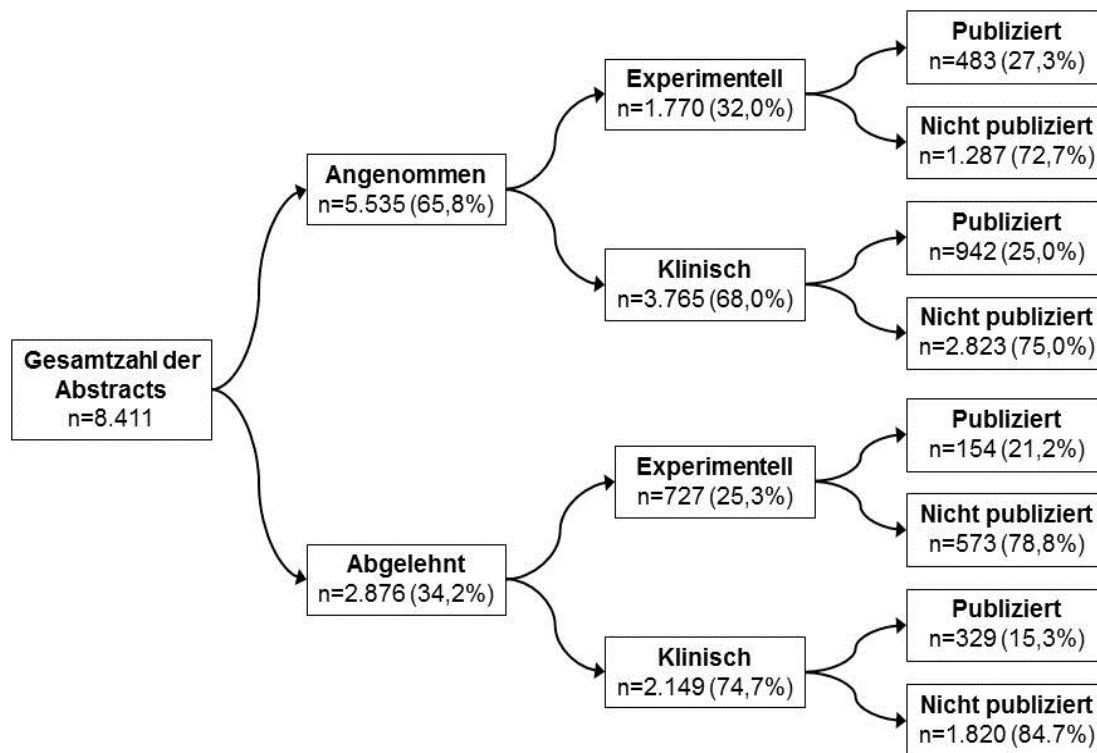 Gesamtzahl der
Abstracts
n=8.411
Angenommen
n=5.535 (65,8%)
Experimentell
n=1.770 (32,0%)
Publiziert
n=483 (27,3%)
Nicht publiziert
n=1.287 (72,7%)
Klinisch
n=3.765 (68,0%)
Publiziert
n=942 (25,0%)
Nicht publiziert
n=2.823 (75,0%)
Abgelehnt
n=2.876 (34,2%)
Experimentell
n=727 (25,3%)
Publiziert
n=154 (21,2%)
Nicht publiziert
n=573 (78,8%)
Klinisch
n=2.149 (74,7%)
Publiziert
n=329 (15,3%)
Nicht publiziert
n=1.820 (84.7%)